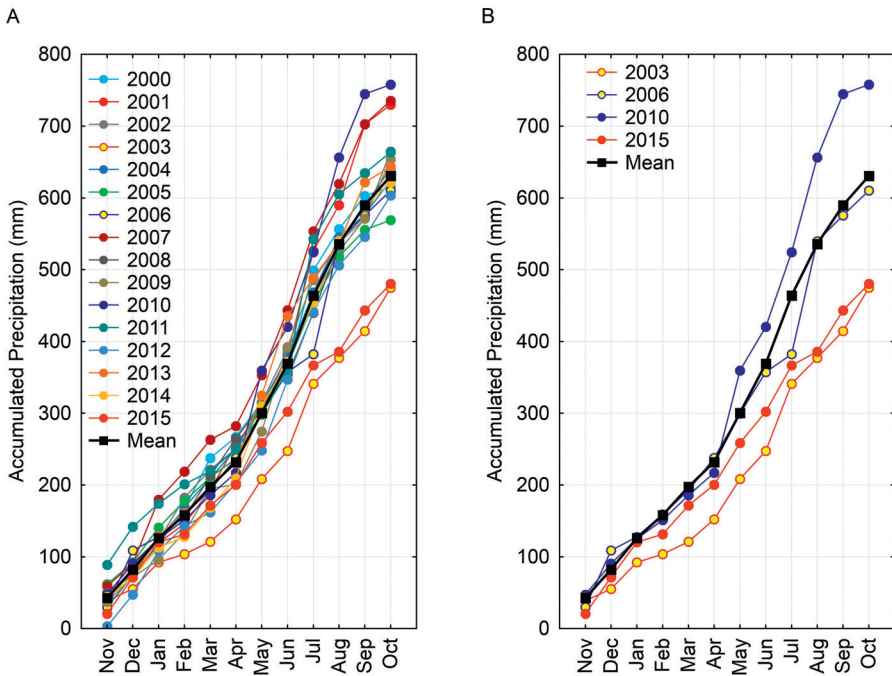 A
Accumulated Precipitation (mm)
800
700
600
500
400
300
200
100
0
2000
2001
2002
2003
2004
2005
2006
2007
2008
2009
2010
2011
2012
2013
2014
2015
Mean
Nov
Dec
Jan
Feb
Mar
Apr
May
Jun
Jul
Aug
Sep
Oct
B
Accumulated Precipitation (mm)
800
700
600
500
400
300
200
100
0
2003
2006
2010
2015
Mean
Nov
Dec
Jan
Feb
Mar
Apr
May
Jun
Jul
Aug
Sep
Oct